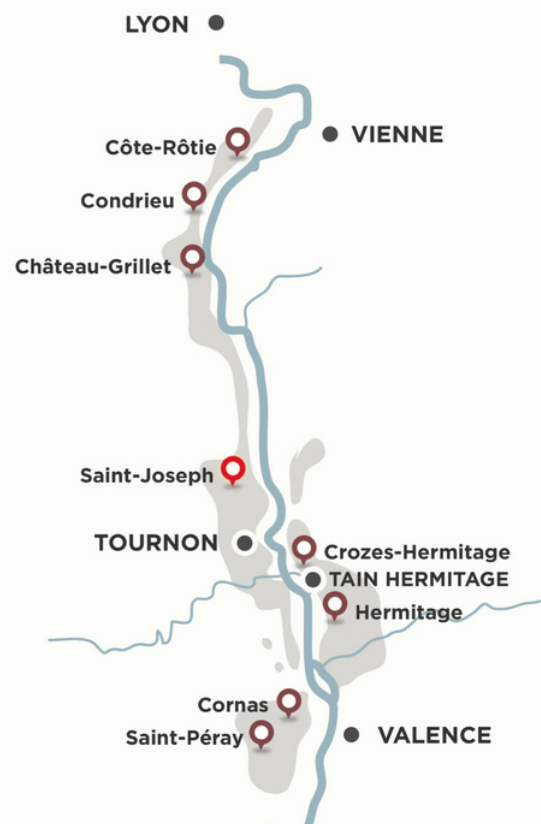 LYON
VIENNE
Côte-Rôtie
Condrieu
Château-Grillet
Saint-Joseph
TOURNON
Crozes-Hermitage
TAIN HERMITAGE
Hermitage
Cornas
Saint-Péray
VALENCE